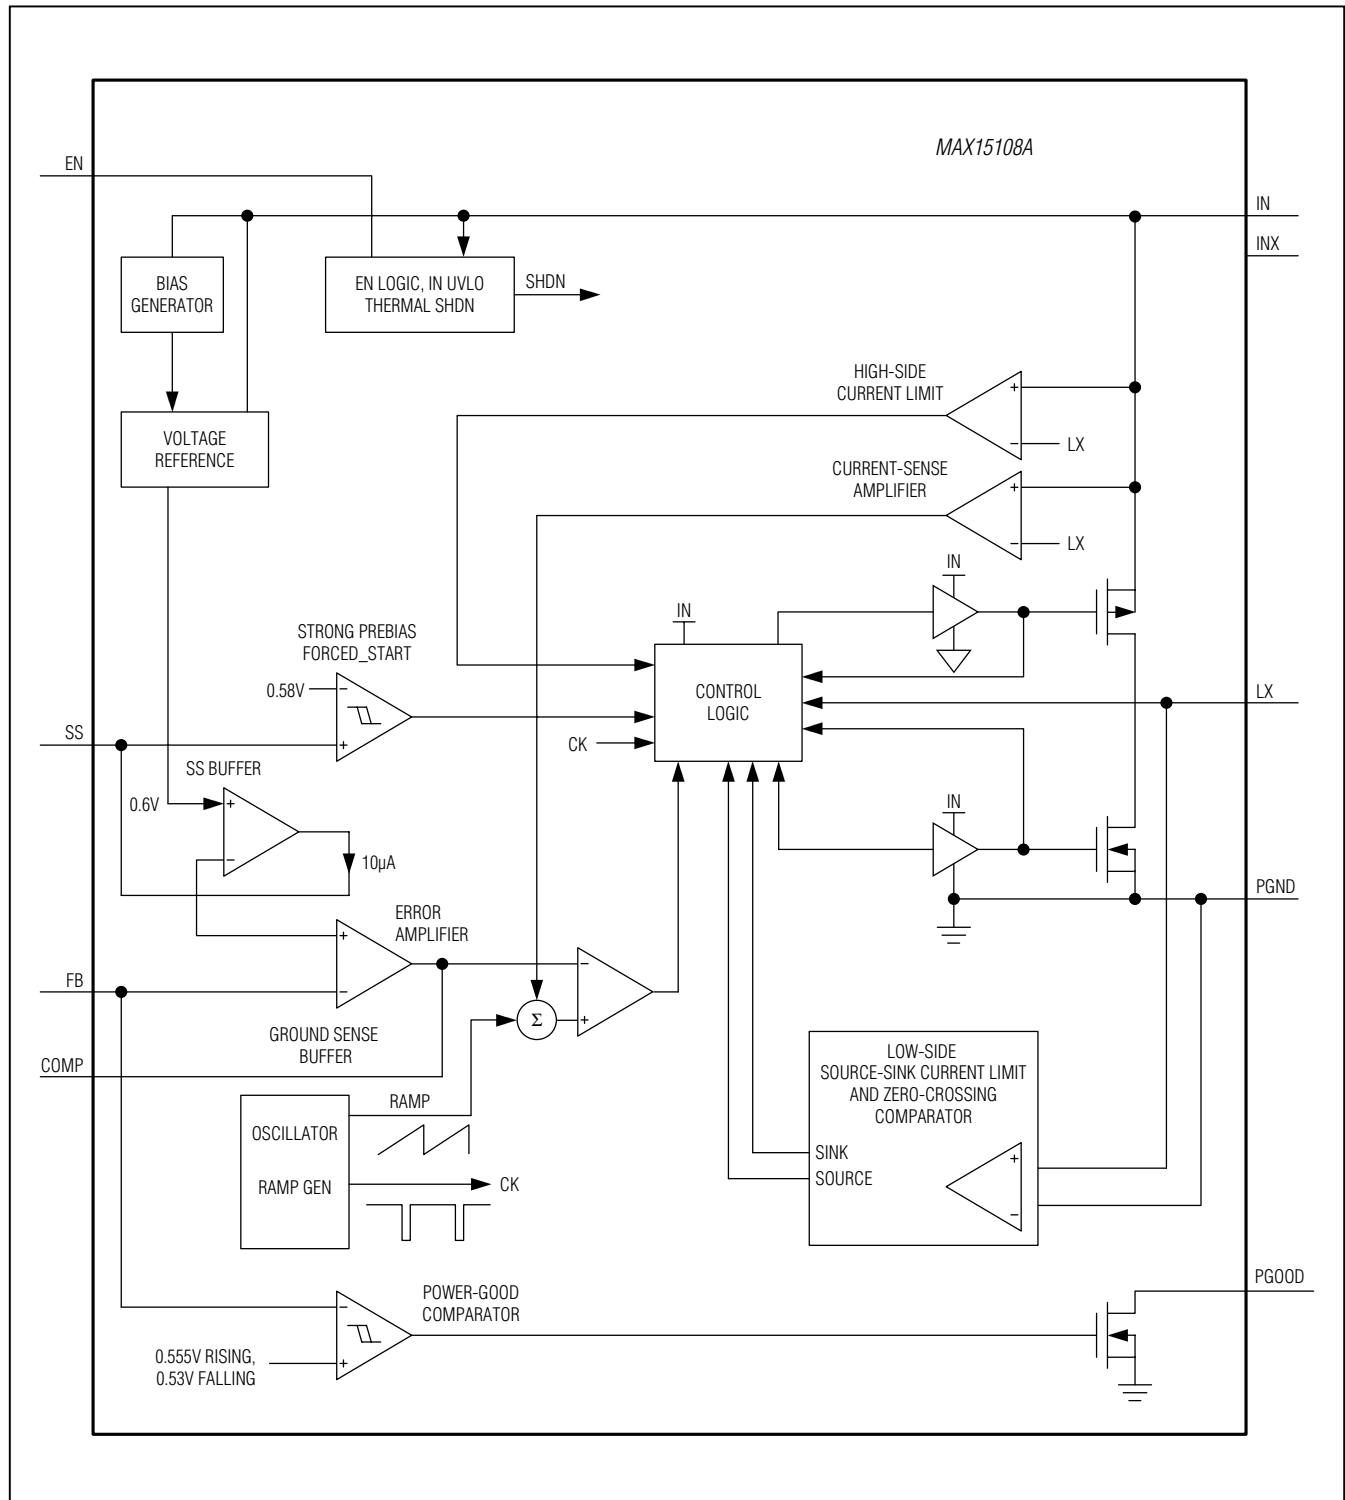 MAX15108A
EN
IN
INX
BIAS
GENERATOR
EN LOGIC, IN UVLO
THERMAL SHDN
SHDN
HIGH-SIDE
CURRENT LIMIT
+
−
LX
VOLTAGE
REFERENCE
CURRENT-SENSE
AMPLIFIER
+
−
LX
IN
STRONG PREBIAS
FORCED_START
IN
0.58V
−
+
CONTROL
LOGIC
LX
SS
CK
SS BUFFER
0.6V
+
−
10µA
IN
PGND
ERROR
AMPLIFIER
+
−
FB
−
+
Σ
GROUND SENSE
BUFFER
COMP
LOW-SIDE
SOURCE-SINK CURRENT LIMIT
AND ZERO-CROSSING
COMPARATOR
SINK
SOURCE
+
−
OSCILLATOR
RAMP GEN
RAMP
CK
POWER-GOOD
COMPARATOR
PGOOD
−
+
0.555V RISING,
0.53V FALLING